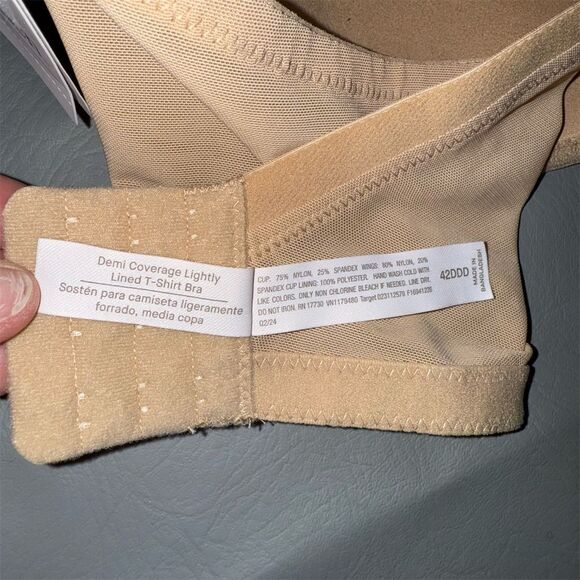 Demi Coverage Lightly
Lined T-Shirt Bra
Sostén para camiseta ligeramente
forrado, media copa
CUP: 75% NYLON, 25% SPANDEX WINGS: 80% NYLON, 20%
SPANDEX CUP LINING: 100% POLYESTER. HAND WASH COLD WITH
LIKE COLORS. ONLY NON CHLORINE BLEACH IF NEEDED. LINE DRY.
DO NOT IRON. RN 17730 VN1179480 Target 023112579 F16941220
02/24
42DDD
MADE IN
BANGLADESH